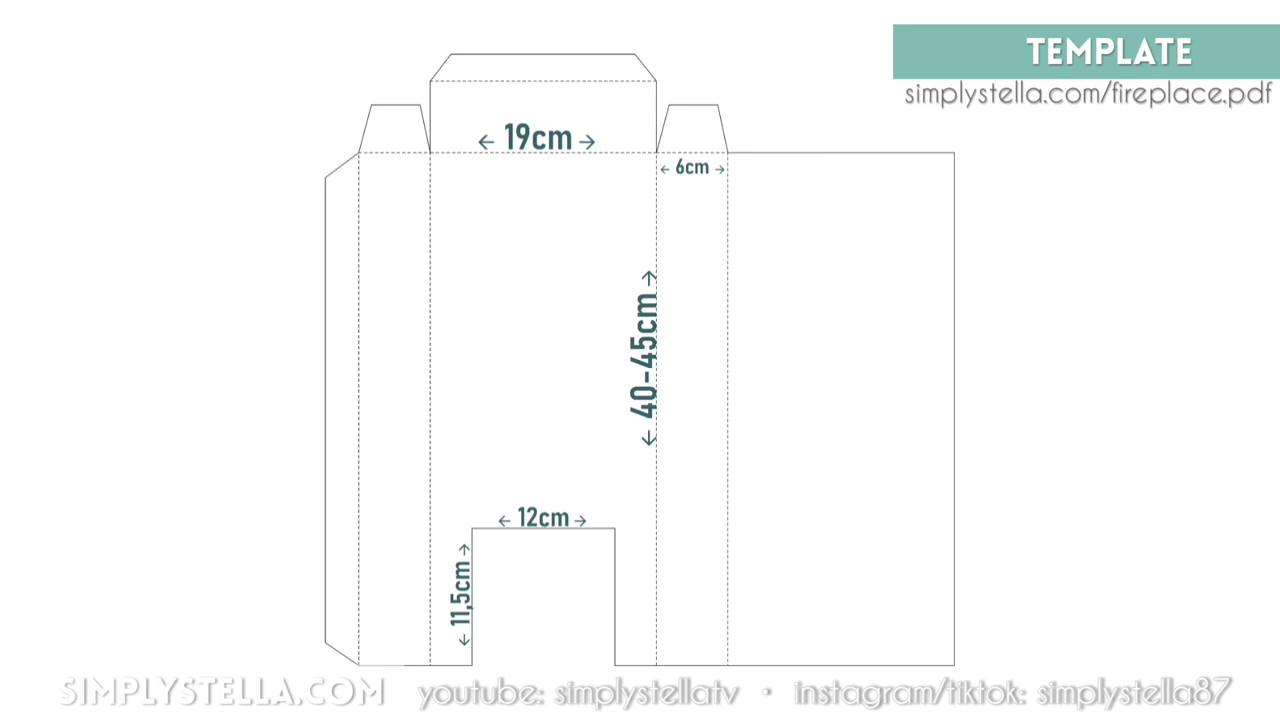 TEMPLATE
simplystella.com/fireplace.pdf
← 19cm →
← 6cm →
← 40-45cm →
← 12cm →
← 11,5cm →
SIMPLYSTELLA.COM youtube: simplystellatv • instagram/tiktok: simplystella87